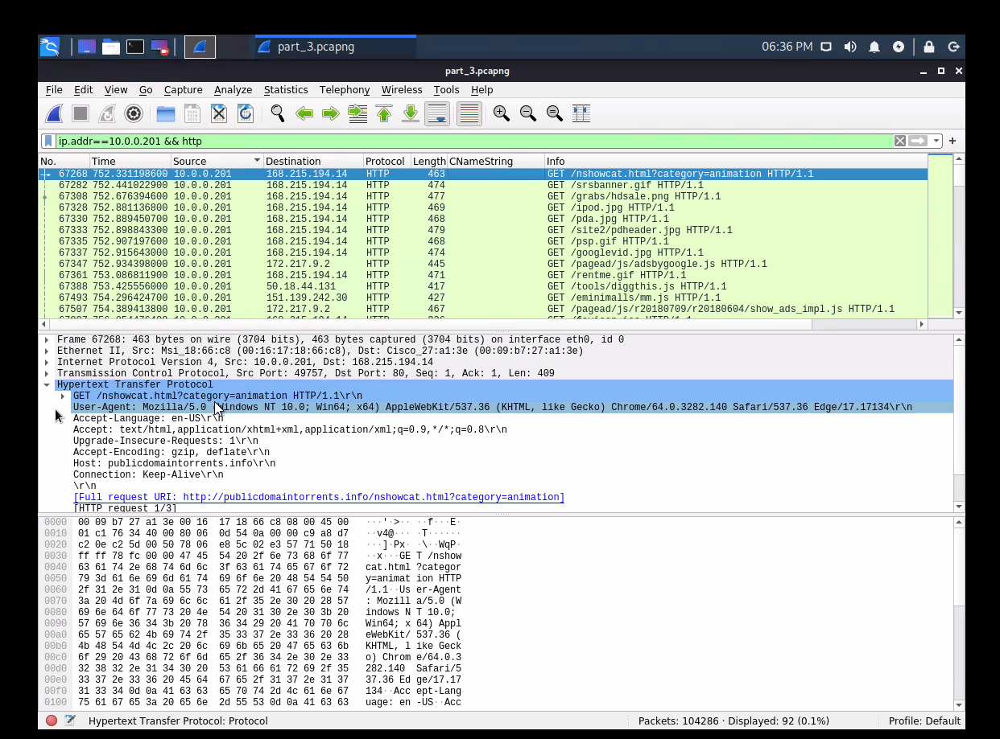 part_3.pcapng
06:36 PM
part_3.pcapng
File Edit View Go Capture Analyze Statistics Telephony Wireless Tools Help
ip.addr==10.0.0.201 && http
No. Time Source Destination Protocol Length CNameString Info
67268 752.331198600 10.0.0.201 168.215.194.14 HTTP 463 GET /nshowcat.html?category=animation HTTP/1.1
67282 752.441022900 10.0.0.201 168.215.194.14 HTTP 474 GET /srsbanner.gif HTTP/1.1
67308 752.676394600 10.0.0.201 168.215.194.14 HTTP 477 GET /grabs/hdsale.png HTTP/1.1
67328 752.881136800 10.0.0.201 168.215.194.14 HTTP 469 GET /ipod.jpg HTTP/1.1
67330 752.889450700 10.0.0.201 168.215.194.14 HTTP 468 GET /pda.jpg HTTP/1.1
67333 752.898843300 10.0.0.201 168.215.194.14 HTTP 479 GET /site2/pdheader.jpg HTTP/1.1
67335 752.907197600 10.0.0.201 168.215.194.14 HTTP 468 GET /psp.gif HTTP/1.1
67337 752.915643000 10.0.0.201 168.215.194.14 HTTP 474 GET /googlevid.jpg HTTP/1.1
67347 752.934398000 10.0.0.201 172.217.9.2 HTTP 445 GET /pagead/js/adsbygoogle.js HTTP/1.1
67361 753.086811900 10.0.0.201 168.215.194.14 HTTP 471 GET /rentme.gif HTTP/1.1
67388 753.425556000 10.0.0.201 50.18.44.131 HTTP 417 GET /tools/diggthis.js HTTP/1.1
67493 754.296424700 10.0.0.201 151.139.242.30 HTTP 427 GET /eminimalls/mm.js HTTP/1.1
67507 754.389413800 10.0.0.201 172.217.9.2 HTTP 467 GET /pagead/js/r20180709/r20180604/show_ads_impl.js HTTP/1.1
Frame 67268: 463 bytes on wire (3704 bits), 463 bytes captured (3704 bits) on interface eth0, id 0
Ethernet II, Src: Msi_18:66:c8 (00:16:17:18:66:c8), Dst: Cisco_27:a1:3e (00:09:b7:27:a1:3e)
Internet Protocol Version 4, Src: 10.0.0.201, Dst: 168.215.194.14
Transmission Control Protocol, Src Port: 49757, Dst Port: 80, Seq: 1, Ack: 1, Len: 409
Hypertext Transfer Protocol
GET /nshowcat.html?category=animation HTTP/1.1\r\n
User-Agent: Mozilla/5.0 (Windows NT 10.0; Win64; x64) AppleWebKit/537.36 (KHTML, like Gecko) Chrome/64.0.3282.140 Safari/537.36 Edge/17.17134\r\n
Accept-Language: en-US\r\n
Accept: text/html,application/xhtml+xml,application/xml;q=0.9,*/*;q=0.8\r\n
Upgrade-Insecure-Requests: 1\r\n
Accept-Encoding: gzip, deflate\r\n
Host: publicdomaintorrents.info\r\n
Connection: Keep-Alive\r\n
\r\n
[Full request URI: http://publicdomaintorrents.info/nshowcat.html?category=animation]
[HTTP request 1/3]
0000 00 09 b7 27 a1 3e 00 16 17 18 66 c8 08 00 45 00 ···'·>·· ··f···E·
0010 01 c1 76 34 40 00 80 06 0d 54 0a 00 00 c9 a8 d7 ··v4@··· ·T······
0020 c2 0e c2 5d 00 50 78 06 e8 5c 02 e3 57 71 50 18 ···]·Px· ·\··WqP·
0030 ff ff 78 fc 00 00 47 45 54 20 2f 6e 73 68 6f 77 ··x···GE T /nshow
0040 63 61 74 2e 68 74 6d 6c 3f 63 61 74 65 67 6f 72 cat.html ?categor
0050 79 3d 61 6e 69 6d 61 74 69 6f 6e 20 48 54 54 50 y=animat ion HTTP
0060 2f 31 2e 31 0d 0a 55 73 65 72 2d 41 67 65 6e 74 /1.1··Us er-Agent
0070 3a 20 4d 6f 7a 69 6c 6c 61 2f 35 2e 30 20 28 57 : Mozill a/5.0 (W
0080 69 6e 64 6f 77 73 20 4e 54 20 31 30 2e 30 3b 20 indows N T 10.0;
0090 57 69 6e 36 34 3b 20 78 36 34 29 20 41 70 70 6c Win64; x 64) Appl
00a0 65 57 65 62 4b 69 74 2f 35 33 37 2e 33 36 20 28 eWebKit/ 537.36 (
00b0 4b 48 54 4d 4c 2c 20 6c 69 6b 65 20 47 65 63 6b KHTML, l ike Geck
00c0 6f 29 20 43 68 72 6f 6d 65 2f 36 34 2e 30 2e 33 o) Chrom e/64.0.3
00d0 32 38 32 2e 31 34 30 20 53 61 66 61 72 69 2f 35 282.140 Safari/5
00e0 33 37 2e 33 36 20 45 64 67 65 2f 31 37 2e 31 37 37.36 Ed ge/17.17
00f0 31 33 34 0d 0a 41 63 63 65 70 74 2d 4c 61 6e 67 134··Acc ept-Lang
0100 75 61 67 65 3a 20 65 6e 2d 55 53 0d 0a 41 63 63 uage: en -US··Acc
Hypertext Transfer Protocol: Protocol
Packets: 104286 · Displayed: 92 (0.1%)
Profile: Default